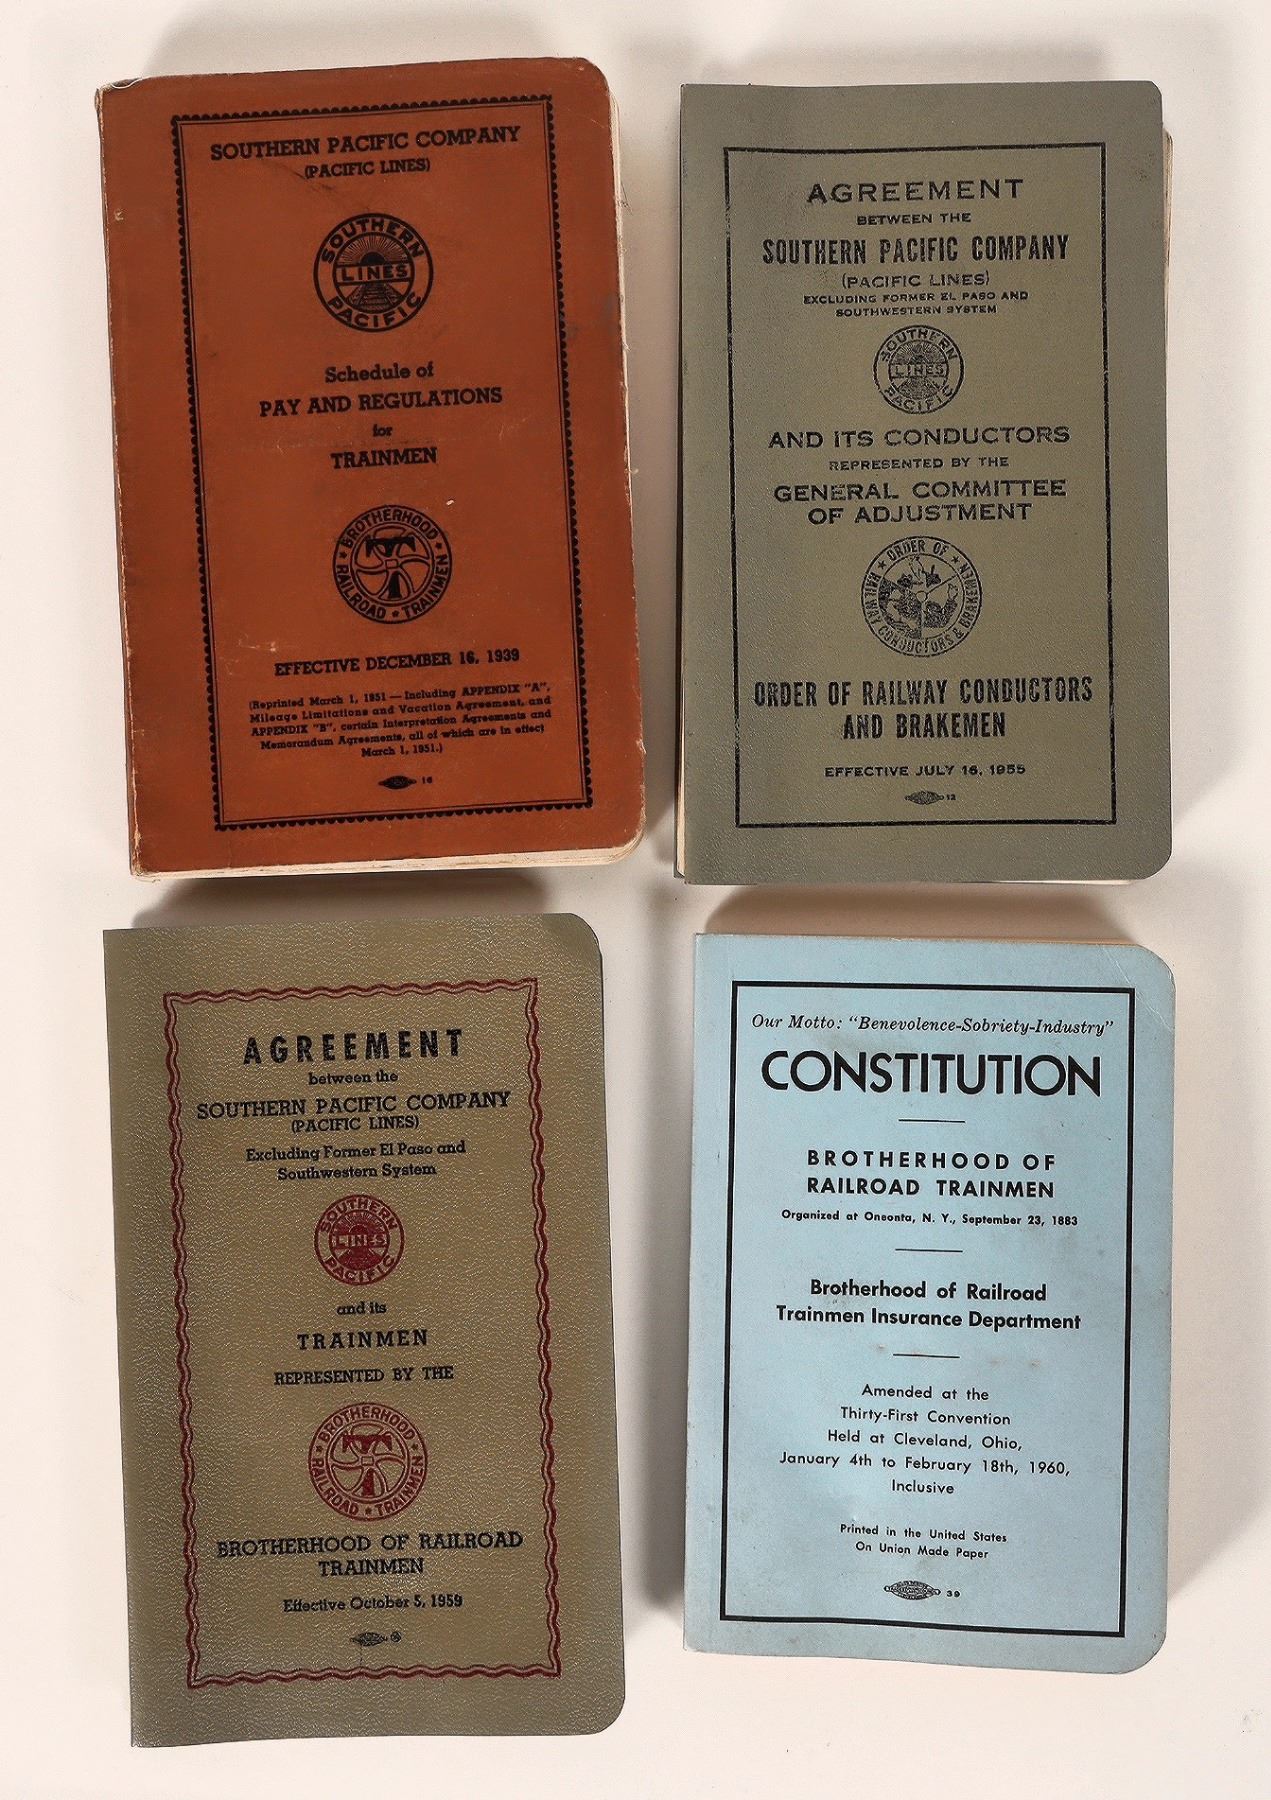 SOUTHERN PACIFIC COMPANY
(PACIFIC LINES)
SOUTHERN
LINES
PACIFIC
Schedule of
PAY AND REGULATIONS
for
TRAINMEN
BROTHERHOOD
RAILROAD ★ TRAINMEN
EFFECTIVE DECEMBER 16, 1939
(Reprinted March 1, 1951 — Including APPENDIX "A",
Mileage Limitations and Vacation Agreement, and
APPENDIX "B", certain Interpretation Agreements and
Memorandum Agreements, all of which are in effect
March 1, 1951.)
16
AGREEMENT
BETWEEN THE
SOUTHERN PACIFIC COMPANY
(PACIFIC LINES)
EXCLUDING FORMER EL PASO AND
SOUTHWESTERN SYSTEM
SOUTHERN
LINES
PACIFIC
AND ITS CONDUCTORS
REPRESENTED BY THE
GENERAL COMMITTEE
OF ADJUSTMENT
★ ORDER OF ★
RAILWAY CONDUCTORS & BRAKEMEN
ORDER OF RAILWAY CONDUCTORS
AND BRAKEMEN
EFFECTIVE JULY 16, 1955
12
AGREEMENT
between the
SOUTHERN PACIFIC COMPANY
(PACIFIC LINES)
Excluding Former El Paso and
Southwestern System
SOUTHERN
LINES
PACIFIC
and its
TRAINMEN
REPRESENTED BY THE
BROTHERHOOD
RAILROAD ★ TRAINMEN
BROTHERHOOD OF RAILROAD
TRAINMEN
Effective October 5, 1959
Our Motto: "Benevolence-Sobriety-Industry"
CONSTITUTION
BROTHERHOOD OF
RAILROAD TRAINMEN
Organized at Oneonta, N. Y., September 23, 1883
Brotherhood of Railroad
Trainmen Insurance Department
Amended at the
Thirty-First Convention
Held at Cleveland, Ohio,
January 4th to February 18th, 1960,
Inclusive
Printed in the United States
On Union Made Paper
39